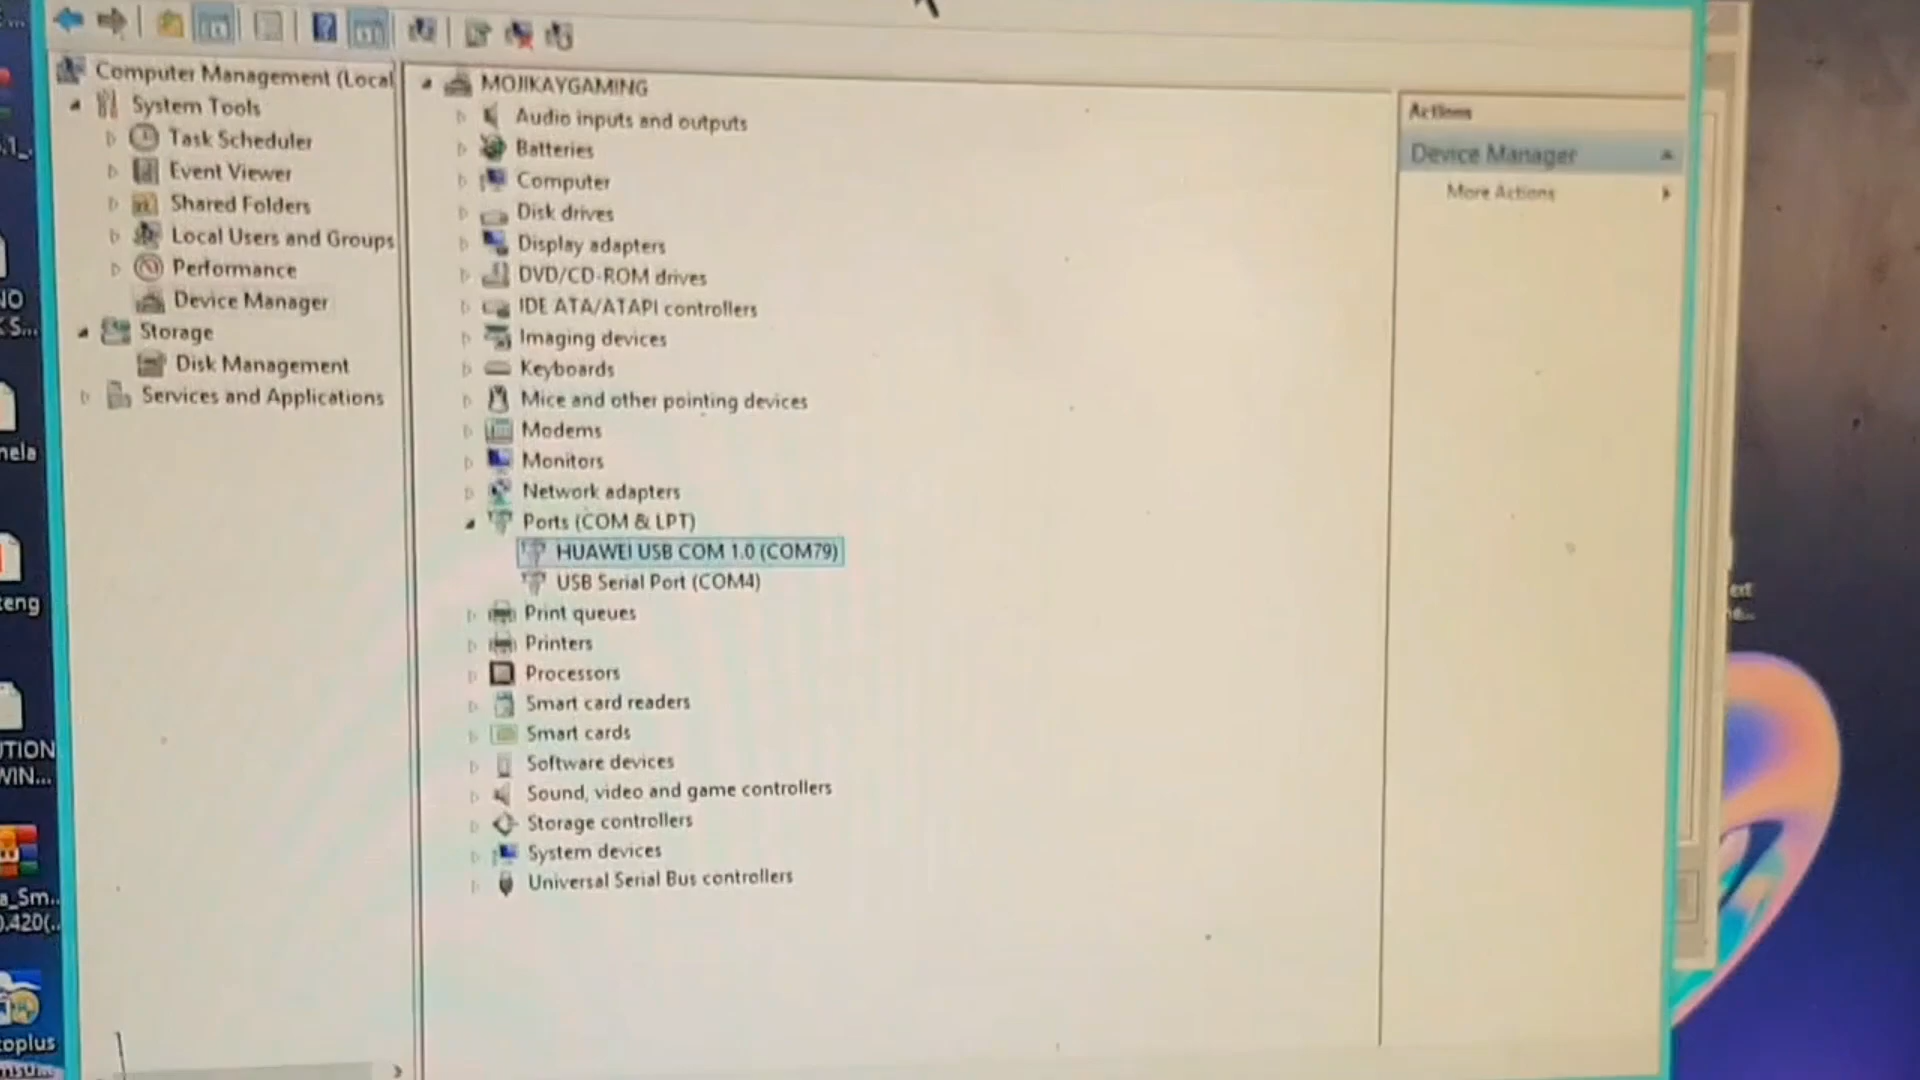 Computer Management (Local
System Tools
Task Scheduler
Event Viewer
Shared Folders
Local Users and Groups
Performance
Device Manager
Storage
Disk Management
Services and Applications
MOJIKAYGAMING
Audio inputs and outputs
Batteries
Computer
Disk drives
Display adapters
DVD/CD-ROM drives
IDE ATA/ATAPI controllers
Imaging devices
Keyboards
Mice and other pointing devices
Modems
Monitors
Network adapters
Ports (COM & LPT)
HUAWEI USB COM 1.0 (COM79)
USB Serial Port (COM4)
Print queues
Printers
Processors
Smart card readers
Smart cards
Software devices
Sound, video and game controllers
Storage controllers
System devices
Universal Serial Bus controllers
Actions
Device Manager
More Actions